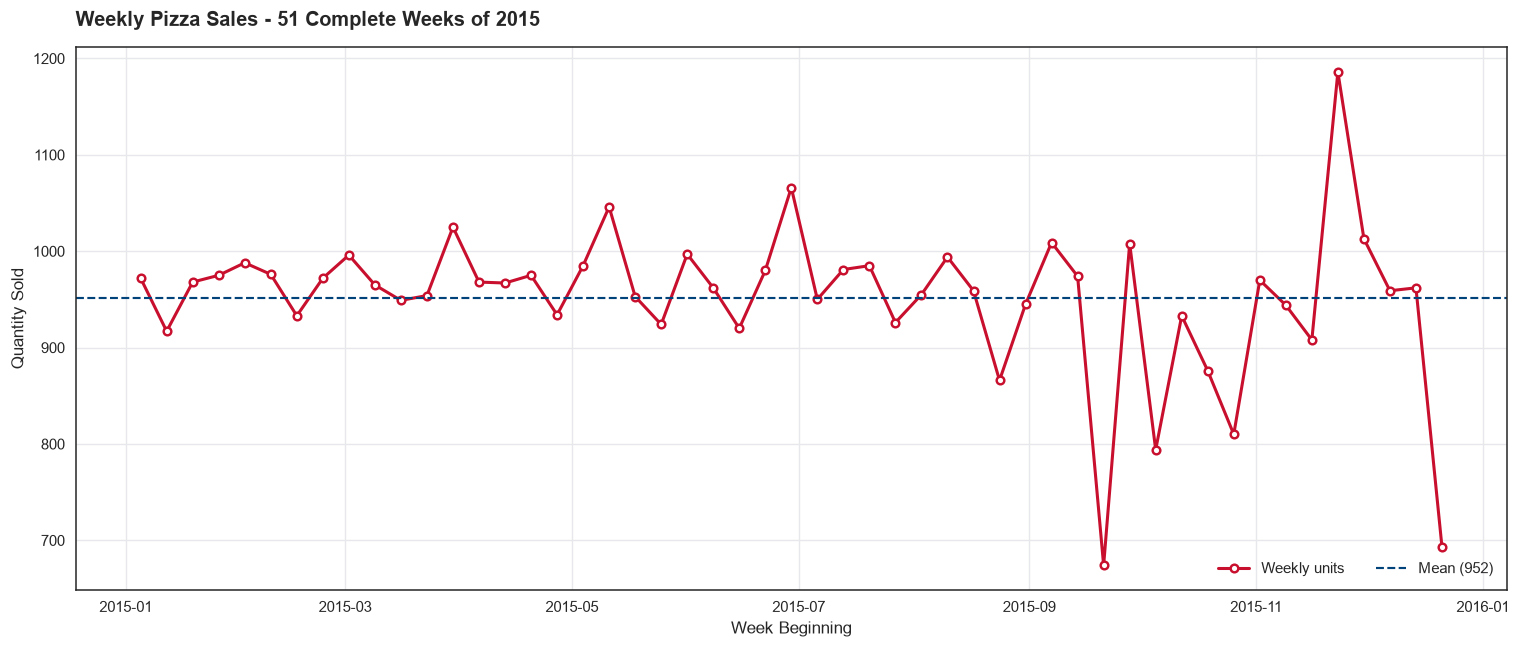 Weekly Pizza Sales - 51 Complete Weeks of 2015
1200
1100
1000
900
800
700
Quantity Sold
Weekly units
Mean (952)
2015-01
2015-03
2015-05
2015-07
2015-09
2015-11
2016-01
Week Beginning